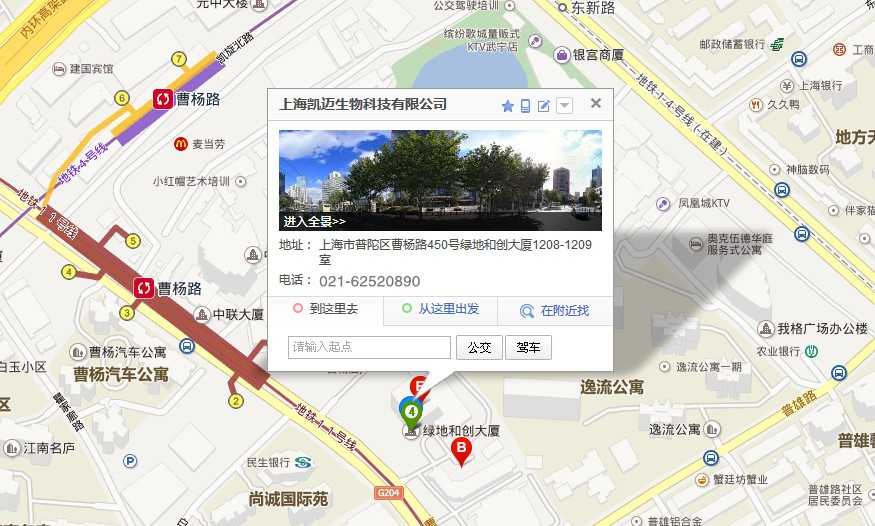 元中大楼
公交驾驶培训
东新路
内环高架路
缤纷歌城量贩式
KTV武宁店
银宫商厦
邮政储蓄银行
工商
凯旋北路
建国宾馆
7
6
曹杨路
上海银行
久久鸭
地铁1-4号线(在建)
地方天
麦当劳
地铁4号线
小红帽艺术培训
神脑数码
凤凰城KTV
伴家猫
上海凯迈生物科技有限公司
进入全景>>
地址： 上海市普陀区曹杨路450号绿地和创大厦1208-1209
室
电话： 021-62520890
到这里去
从这里出发
在附近找
请输入起点
公交
驾车
地铁11号线
5
4
曹杨路
3
中联大厦
奥克伍德华庭
服务式公寓
我格广场办公楼
农业银行
曹杨汽车公寓
曹杨汽车公寓
白玉小区
瞿家廊路
2
地铁-1-1号线
逸流公寓一期
逸流公寓
普雄路
4
绿地和创大厦
B
逸流公寓
普雄
江南名庐
P
民生银行
尚诚国际苑
G204
蟹廷坊蟹业
普雄路社区
居民委员会
普雄铝合金